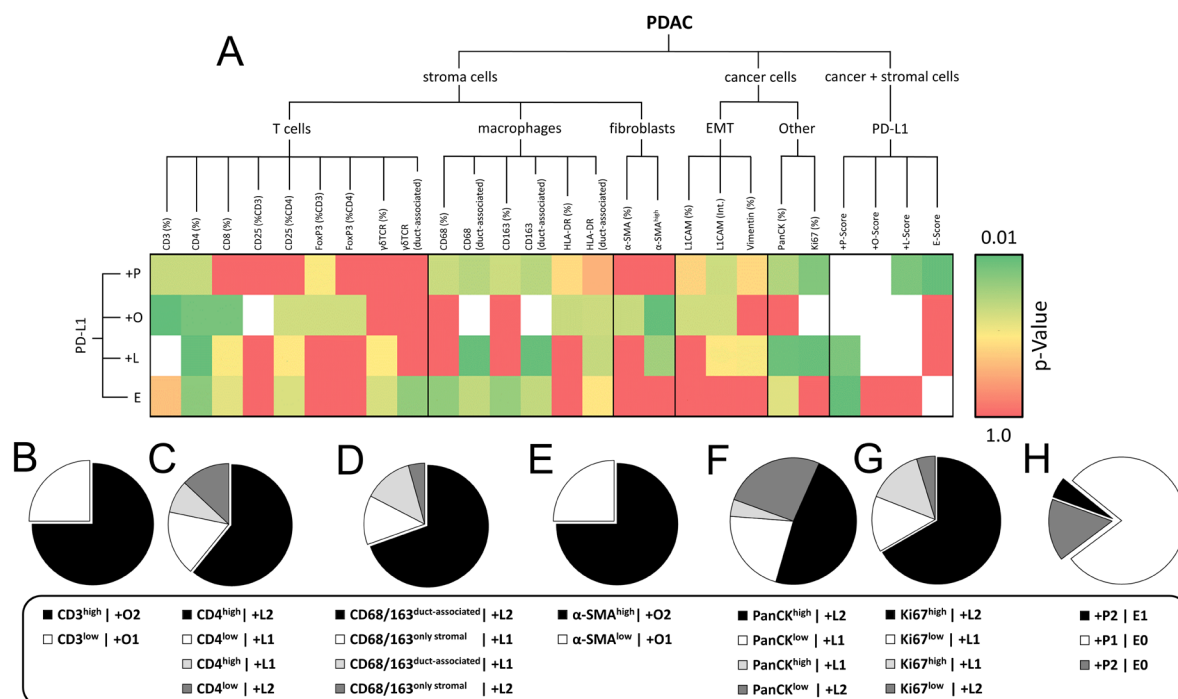 PDAC
A
stroma cells
cancer cells
cancer + stromal cells
T cells
macrophages
fibroblasts
EMT
Other
PD-L1
CD3 (%)
CD4 (%)
CD8 (%)
CD25 (%CD3)
CD25 (%CD4)
FoxP3 (%CD3)
FoxP3 (%CD4)
γδTCR (%)
γδTCR
(duct-associated)
CD68 (%)
CD68
(duct-associated)
CD163 (%)
CD163
(duct-associated)
HLA-DR (%)
HLA-DR
(duct-associated)
α-SMA (%)
α-SMAhigh
L1CAM (%)
L1CAM (Int.)
Vimentin (%)
PanCK (%)
Ki67 (%)
+P-Score
+O-Score
+L-Score
E-Score
PD-L1
+P
+O
+L
E
0.01
p-Value
1.0
B
C
D
E
F
G
H
CD3high | +O2
CD3low | +O1
CD4high | +L2
CD4low | +L1
CD4high | +L1
CD4low | +L2
CD68/163duct-associated | +L2
CD68/163only stromal | +L1
CD68/163duct-associated | +L1
CD68/163only stromal | +L2
α-SMAhigh | +O2
α-SMAlow | +O1
PanCKhigh | +L2
PanCKlow | +L1
PanCKhigh | +L1
PanCKlow | +L2
Ki67high | +L2
Ki67low | +L1
Ki67high | +L1
Ki67low | +L2
+P2 | E1
+P1 | E0
+P2 | E0